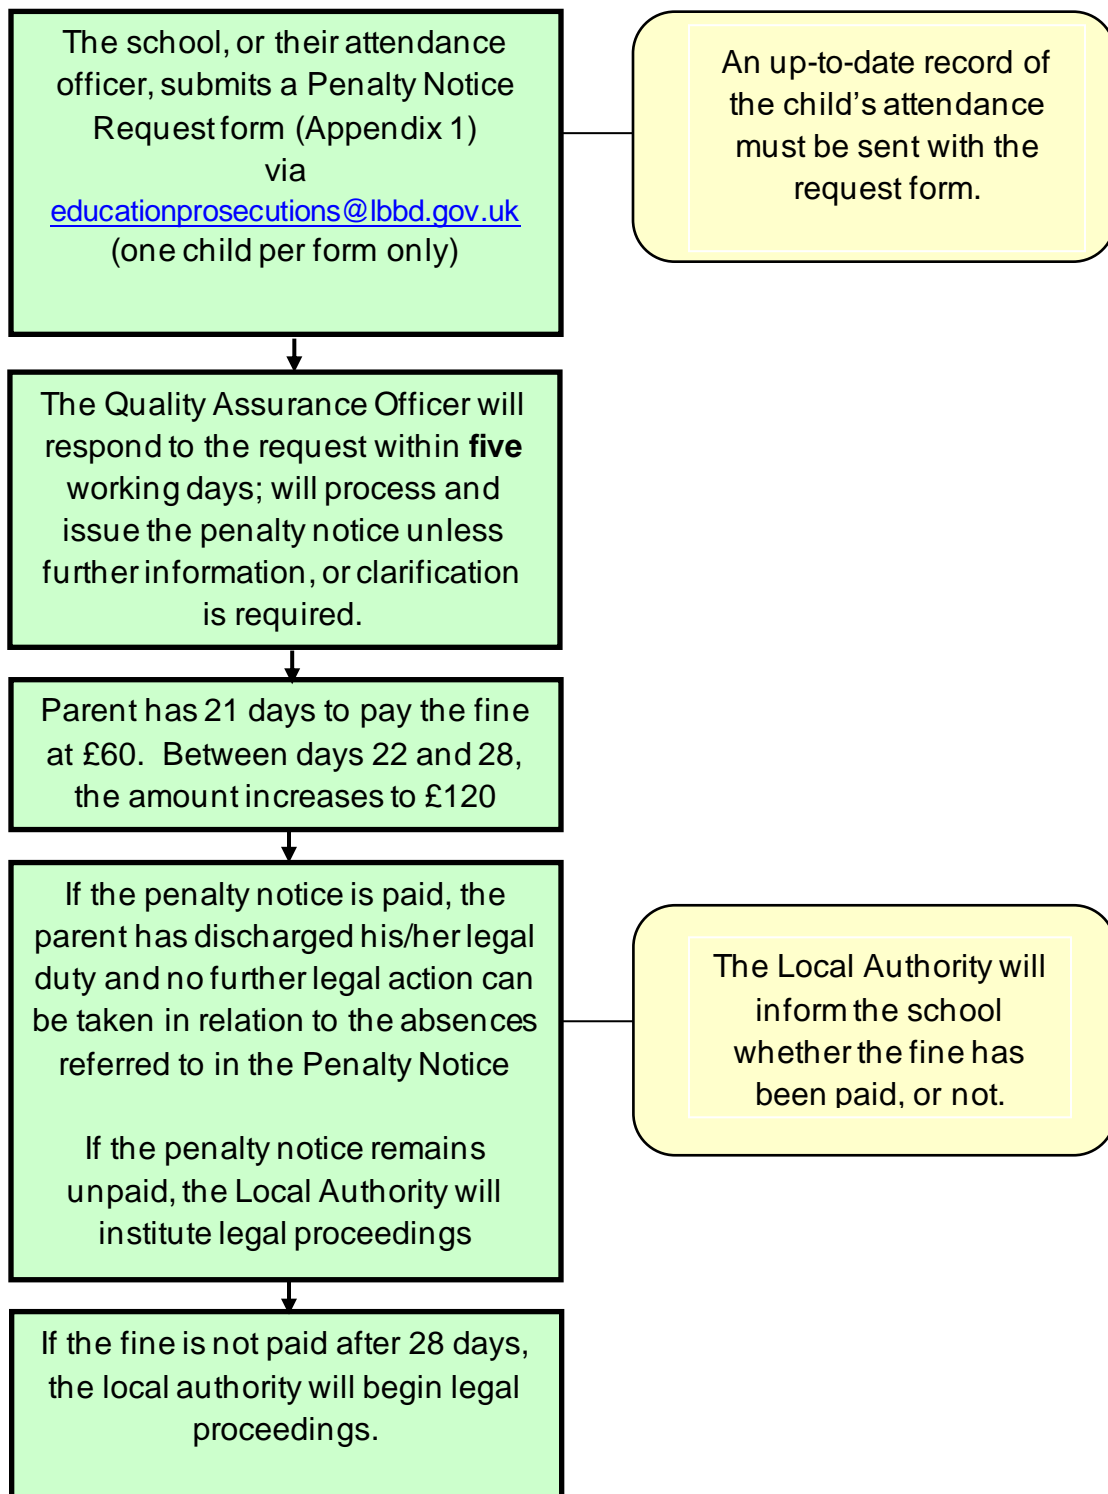 The school, or their attendance
officer, submits a Penalty Notice
Request form (Appendix 1)
via
educationprosecutions@lbbd.gov.uk
(one child per form only)
An up-to-date record of
the child's attendance
must be sent with the
request form.
The Quality Assurance Officer will
respond to the request within five
working days; will process and
issue the penalty notice unless
further information, or clarification
is required.
Parent has 21 days to pay the fine
at £60.  Between days 22 and 28,
the amount increases to £120
If the penalty notice is paid, the
parent has discharged his/her legal
duty and no further legal action can
be taken in relation to the absences
referred to in the Penalty Notice
If the penalty notice remains
unpaid, the Local Authority will
institute legal proceedings
The Local Authority will
inform the school
whether the fine has
been paid, or not.
If the fine is not paid after 28 days,
the local authority will begin legal
proceedings.